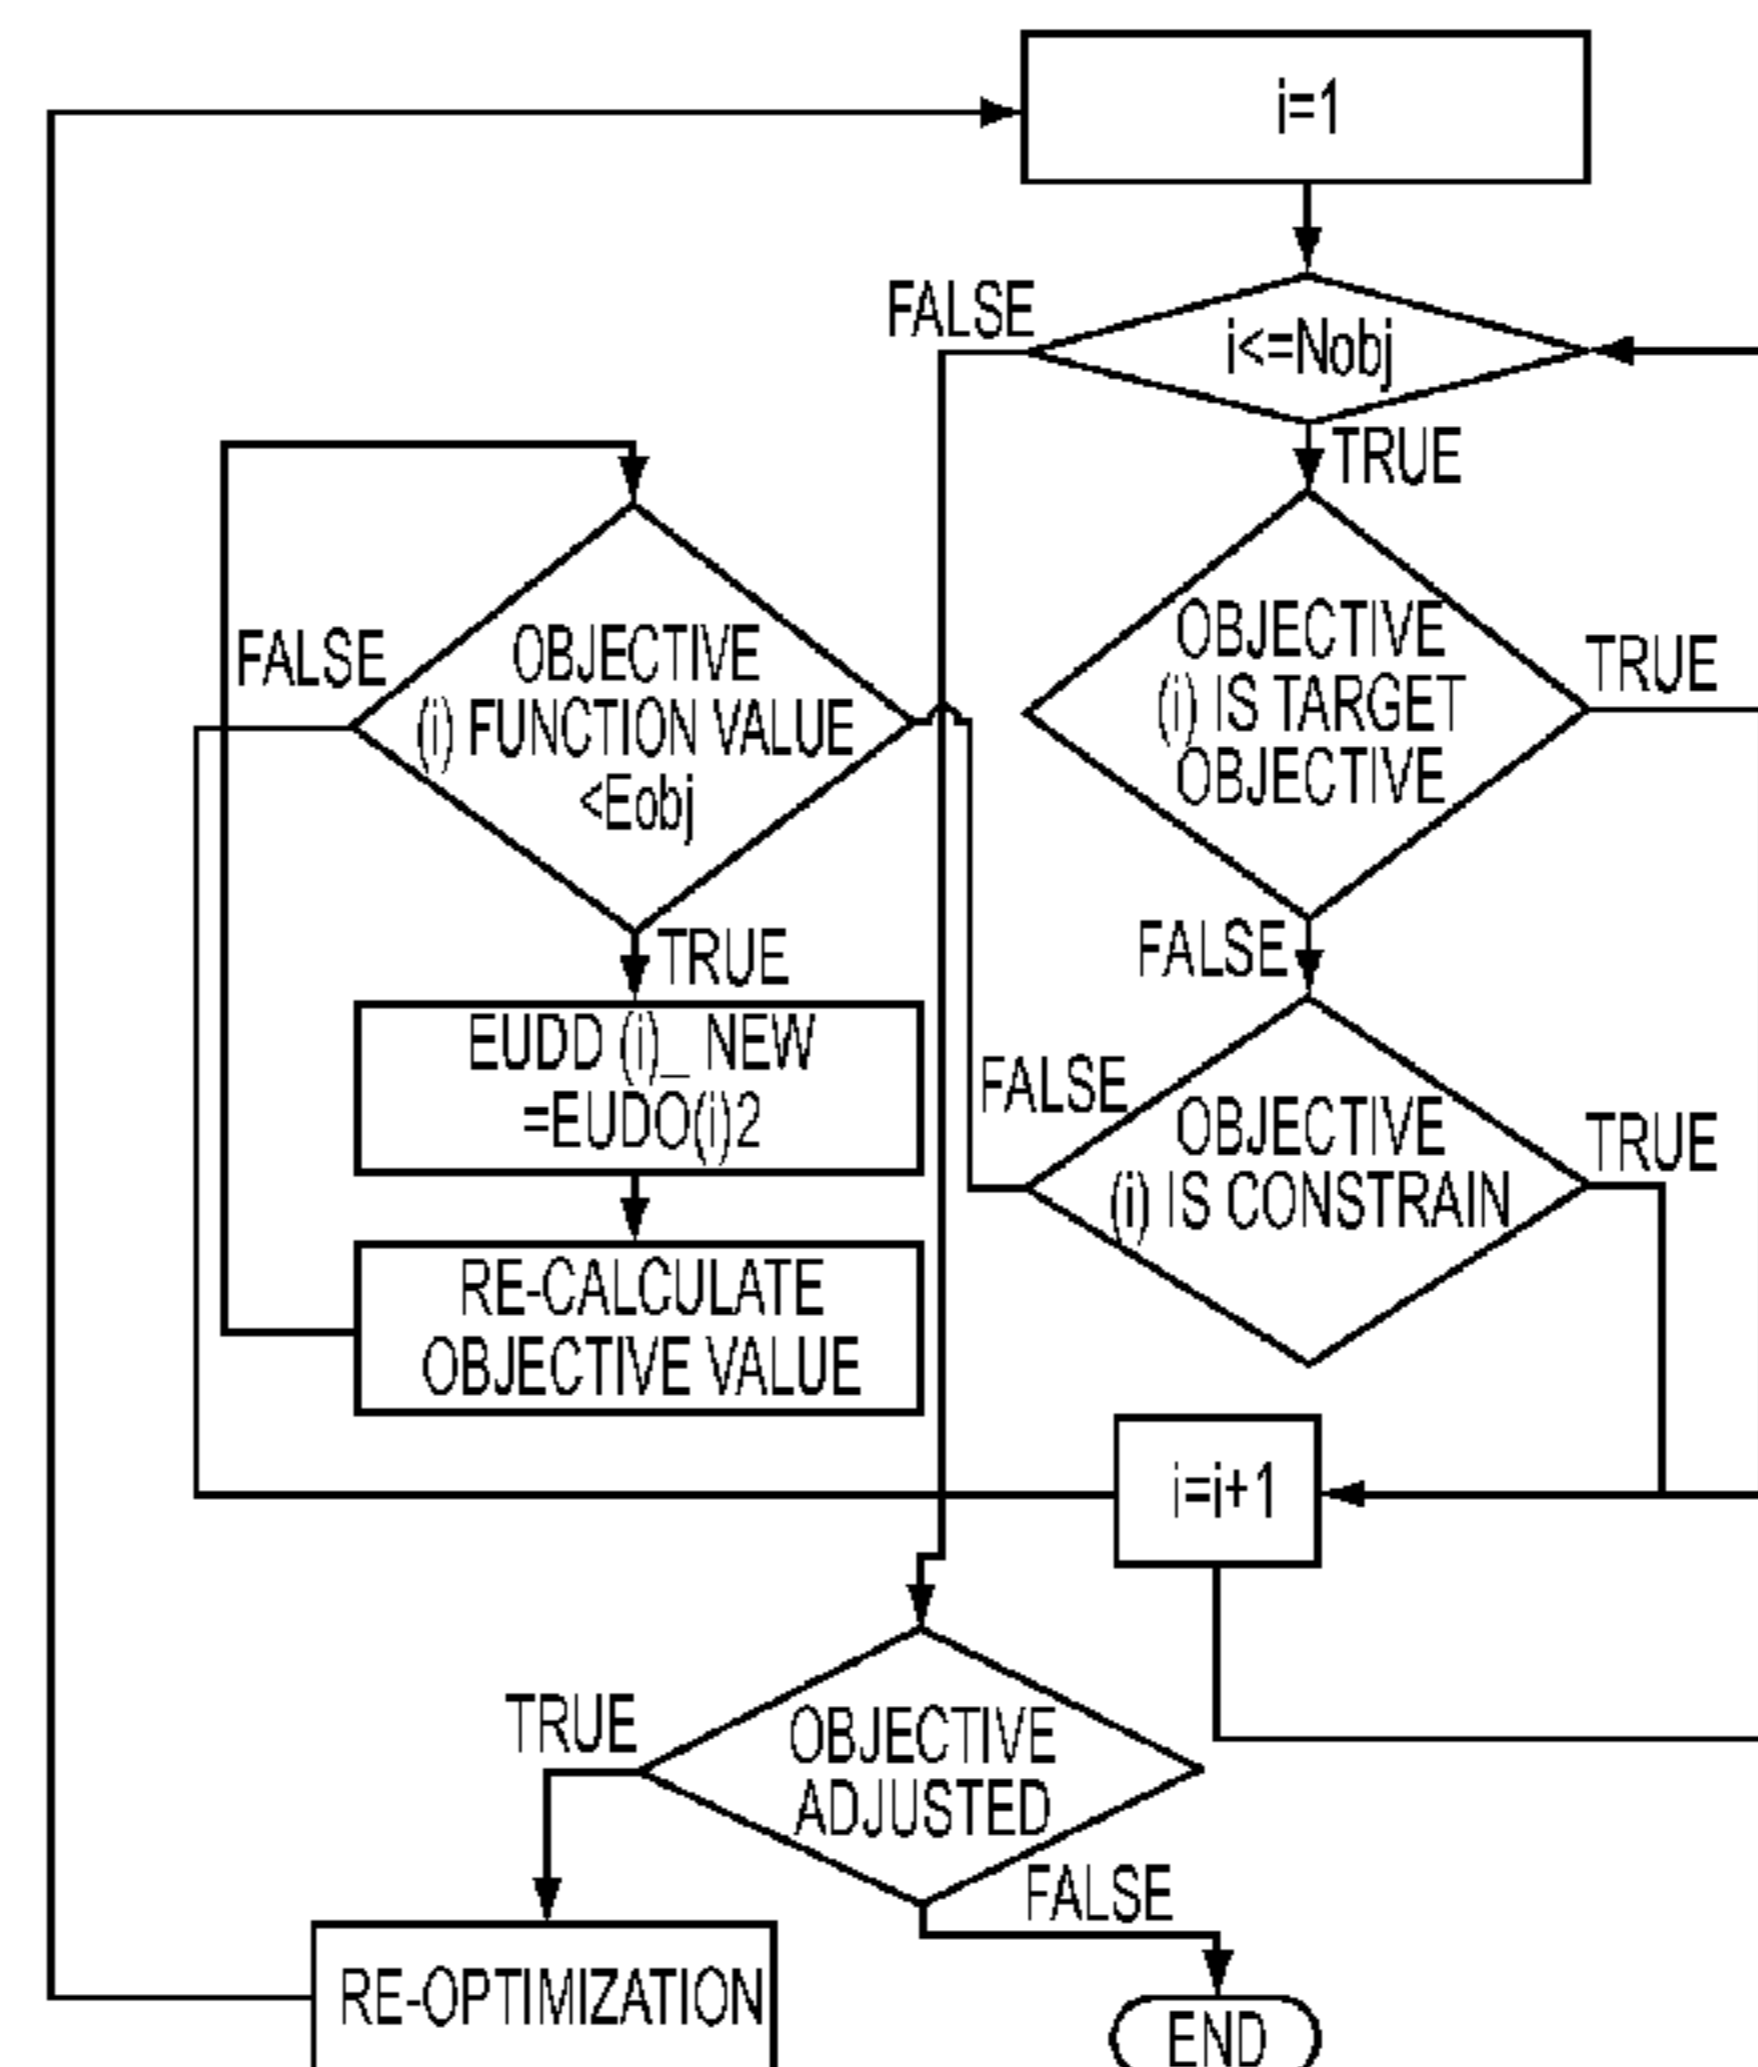 i=1
FALSE
i<=Nobj
TRUE
OBJECTIVE
(i) IS TARGET
OBJECTIVE
TRUE
FALSE
OBJECTIVE
(i) FUNCTION VALUE
<Eobj
FALSE
TRUE
EUDD (i)_ NEW
=EUDO(i)2
RE-CALCULATE
OBJECTIVE VALUE
FALSE
OBJECTIVE
(i) IS CONSTRAIN
TRUE
i=i+1
TRUE
OBJECTIVE
ADJUSTED
FALSE
RE-OPTIMIZATION
END